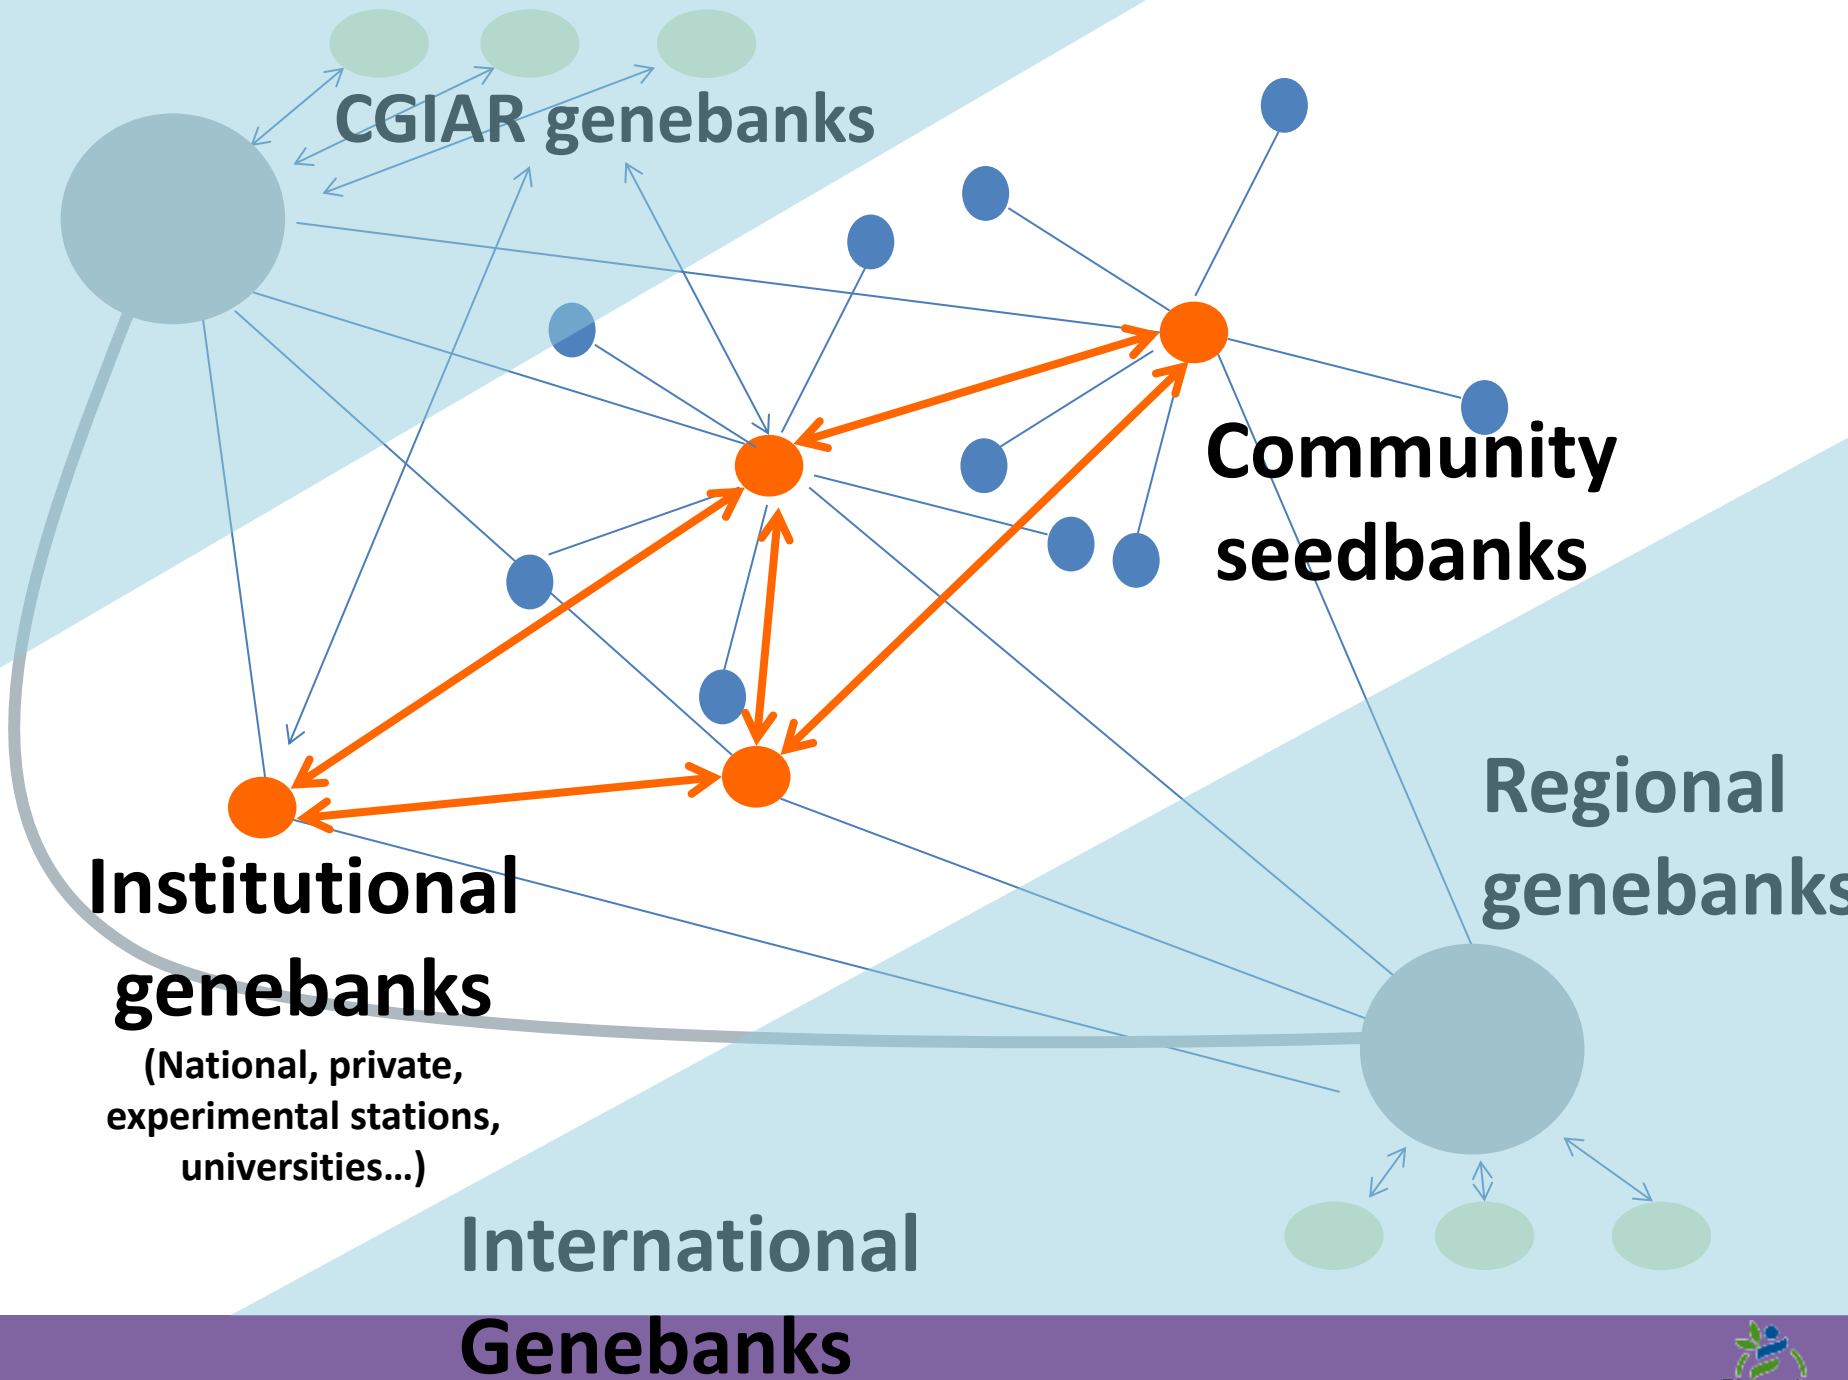 CGIAR genebanks
Community
seedbanks
Regional
genebanks
Institutional
genebanks
(National, private,
experimental stations,
universities...)
International
Genebanks